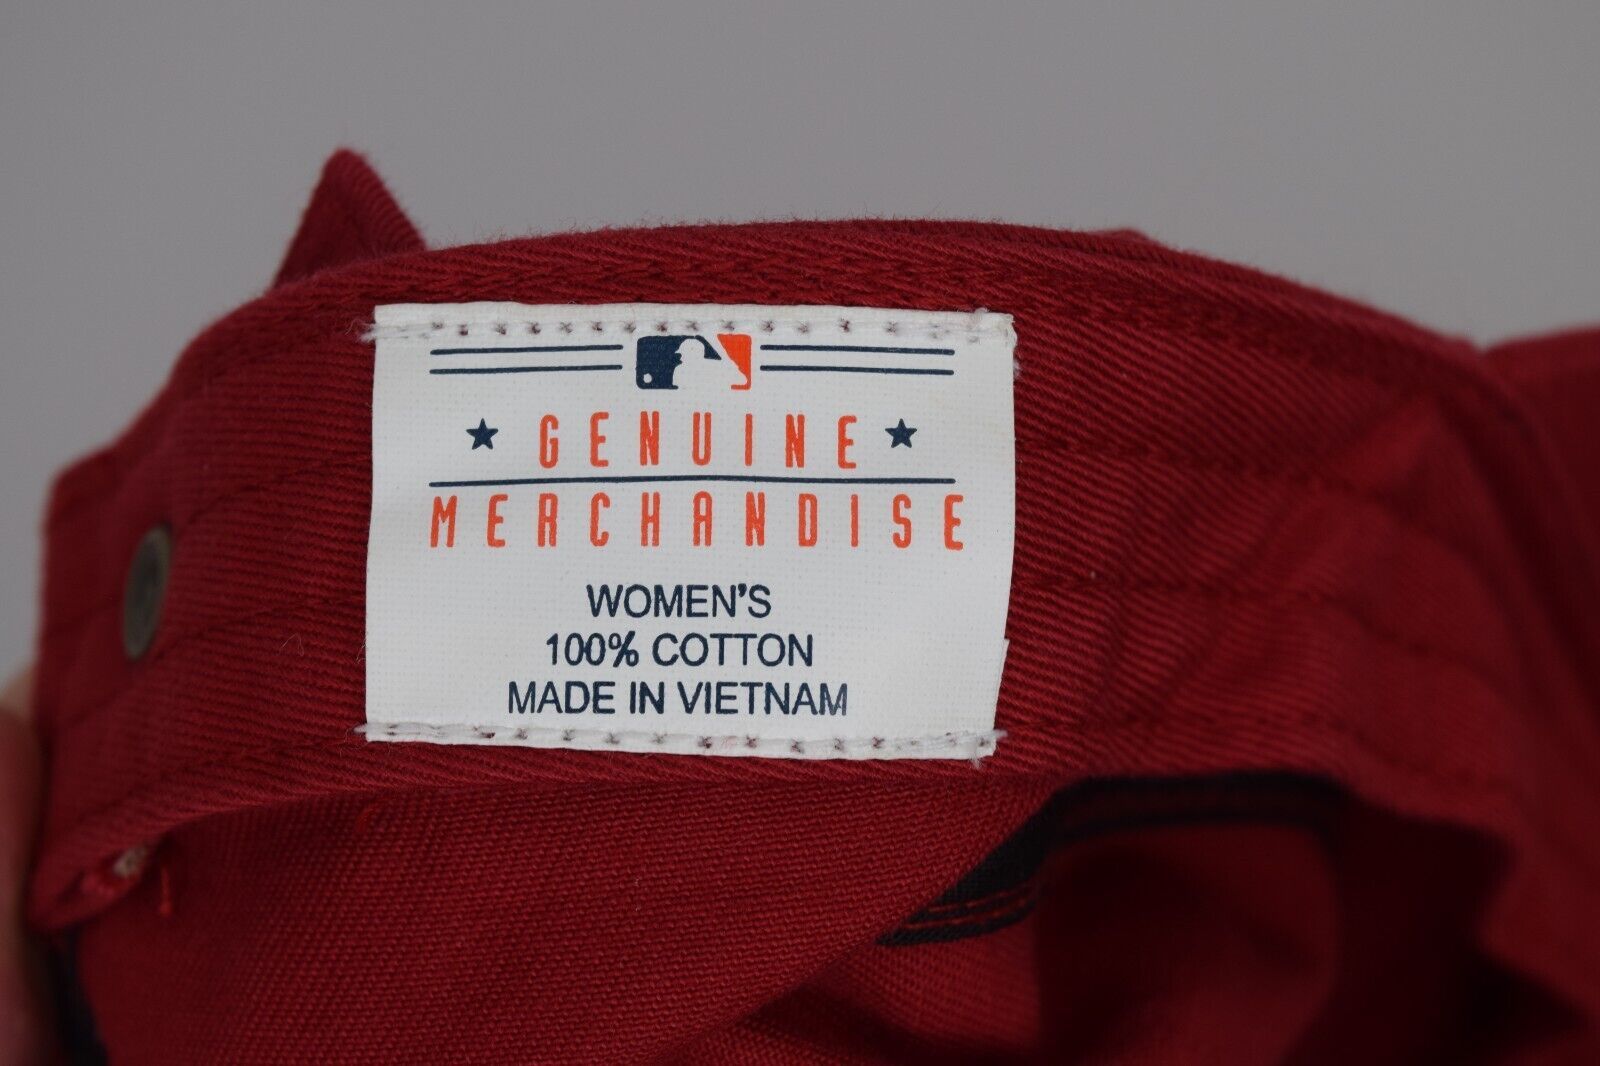 GENUINE
MERCHANDISE
WOMEN'S
100% COTTON
MADE IN VIETNAM